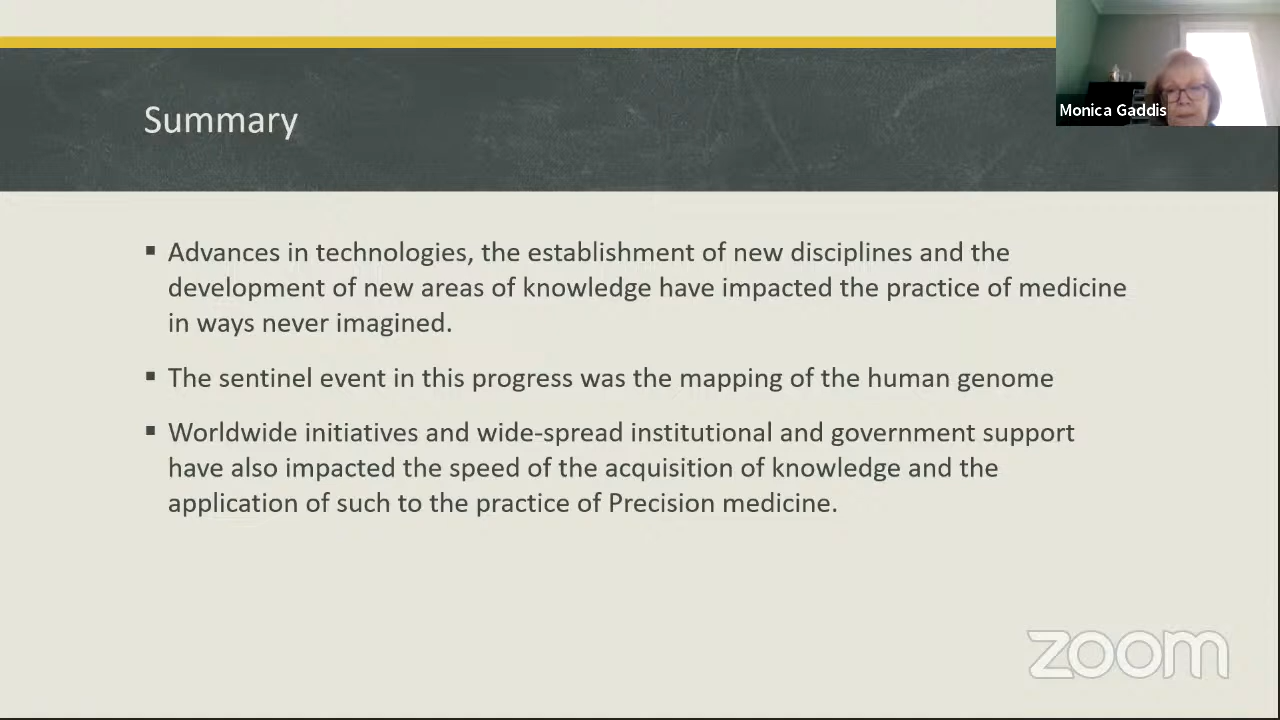 Monica Gaddis
Summary
▪ Advances in technologies, the establishment of new disciplines and the
development of new areas of knowledge have impacted the practice of medicine
in ways never imagined.
▪ The sentinel event in this progress was the mapping of the human genome
▪ Worldwide initiatives and wide-spread institutional and government support
have also impacted the speed of the acquisition of knowledge and the
application of such to the practice of Precision medicine.
zoom